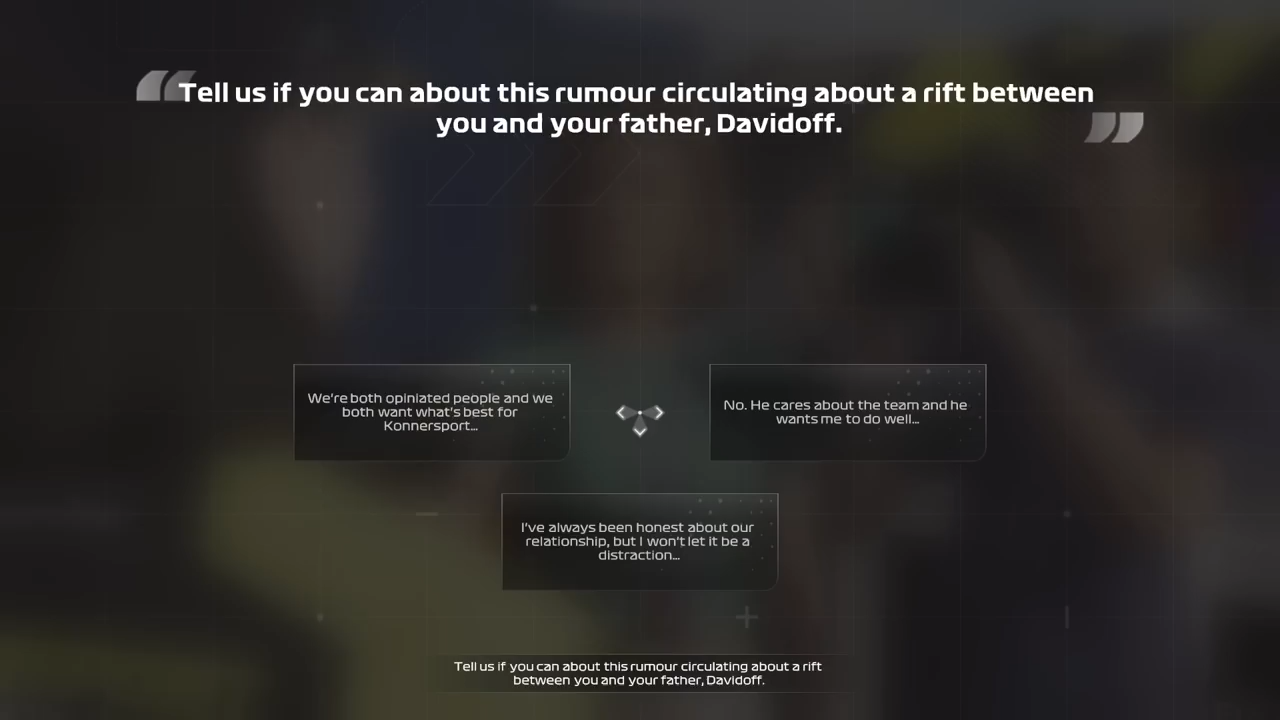 Tell us if you can about this rumour circulating about a rift between
you and your father, Davidoff.
We're both opiniated people and we
both want what's best for
Konnersport...
No. He cares about the team and he
wants me to do well...
I've always been honest about our
relationship, but I won't let it be a
distraction...
Tell us if you can about this rumour circulating about a rift
between you and your father, Davidoff.